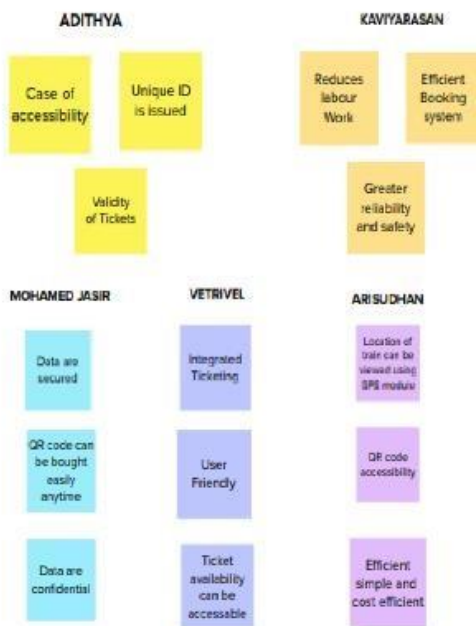 ADITHYA
KAVIYARASAN
Case of
accessibility
Unique ID
is issued
Reduces
labour
Work
Efficient
Booking
system
Validity
of Tickets
Greater
reliability
and safety
MOHAMED JASIR
VETRIVEL
ARISUDHAN
Data are
secured
Integrated
Ticketing
Location of
train can be
viewed using
GPS module
QR code can
be bought
easily
anytime
User
Friendly
QR code
accessibility
Data are
confidential
Ticket
availability
can be
accessable
Efficient
simple and
cost efficient